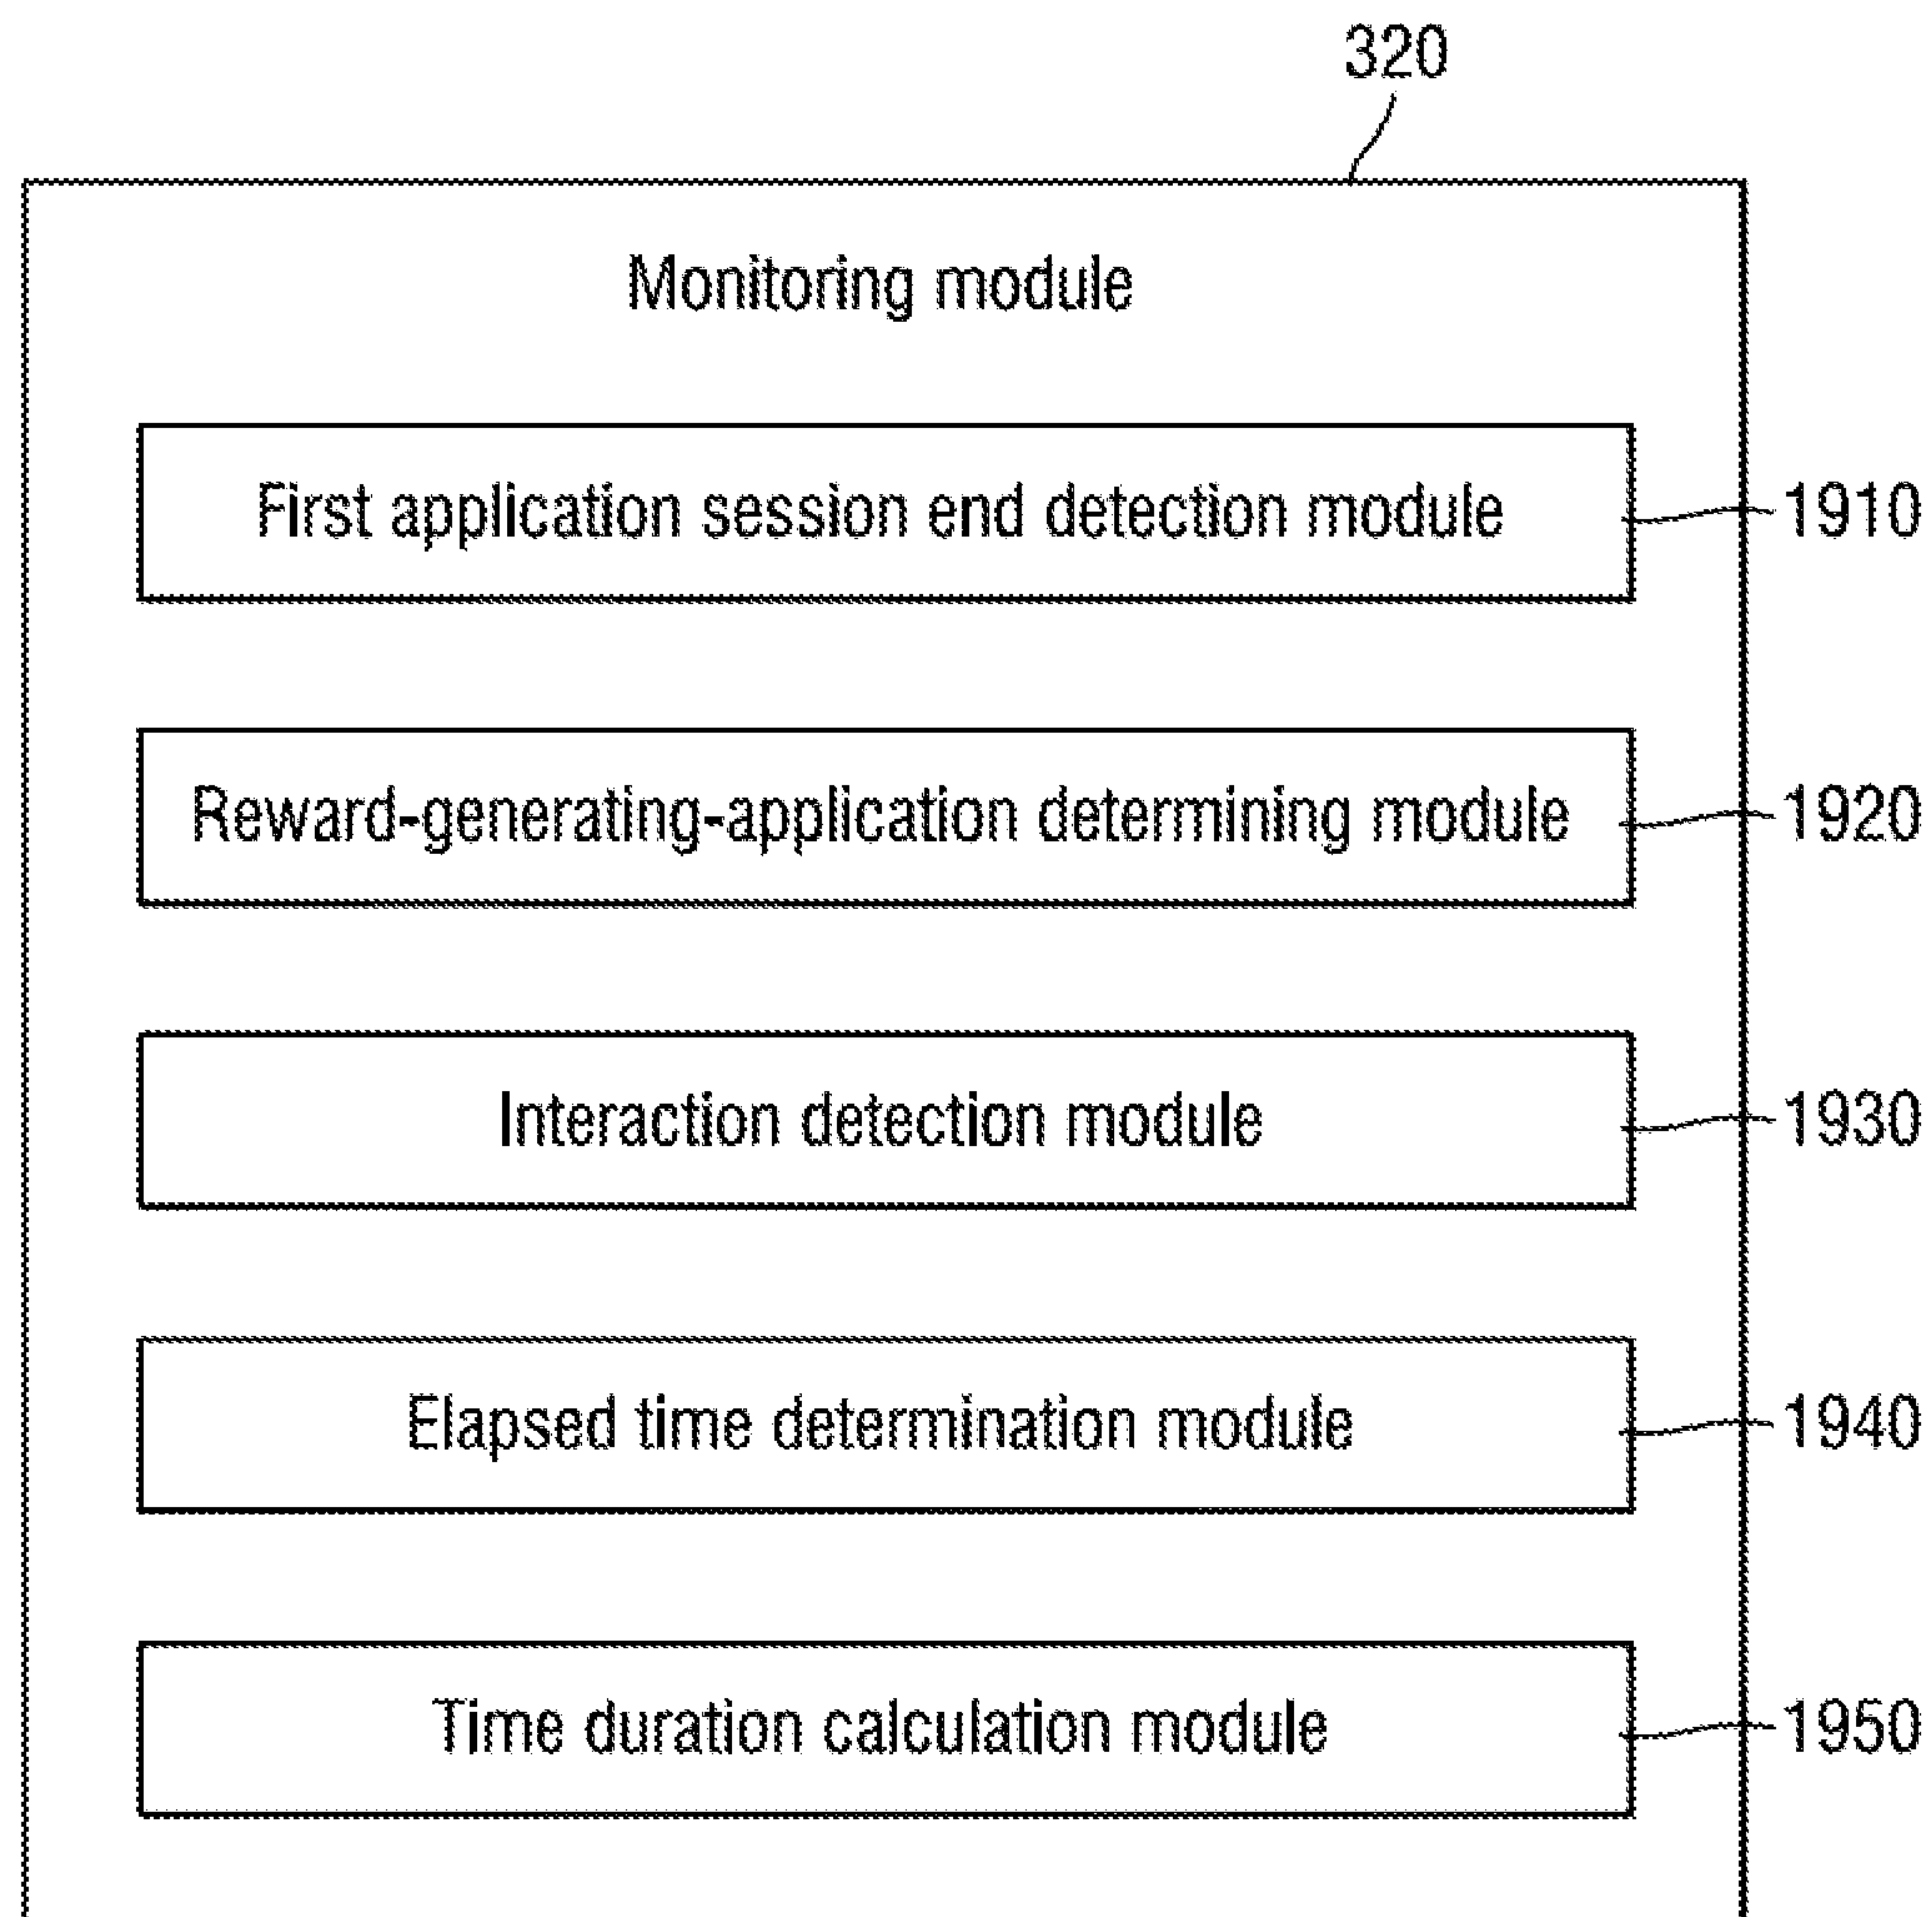 320
Monitoring module
First application session end detection module 1910
Reward-generating-application determining module 1920
Interaction detection module 1930
Elapsed time determination module 1940
Time duration calculation module 1950